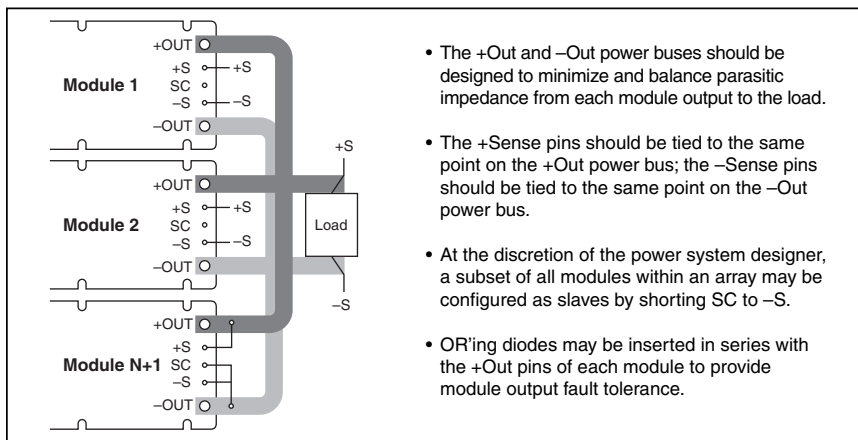 +OUT
+S +S
Module 1 SC
–S –S
–OUT
+S
+OUT
+S +S
Module 2 SC
–S –S
Load
–OUT
–S
+OUT
+S
Module N+1 SC
–S
–OUT
• The +Out and –Out power buses should be
designed to minimize and balance parasitic
impedance from each module output to the load.
• The +Sense pins should be tied to the same
point on the +Out power bus; the –Sense pins
should be tied to the same point on the –Out
power bus.
• At the discretion of the power system designer,
a subset of all modules within an array may be
configured as slaves by shorting SC to –S.
• OR'ing diodes may be inserted in series with
the +Out pins of each module to provide
module output fault tolerance.